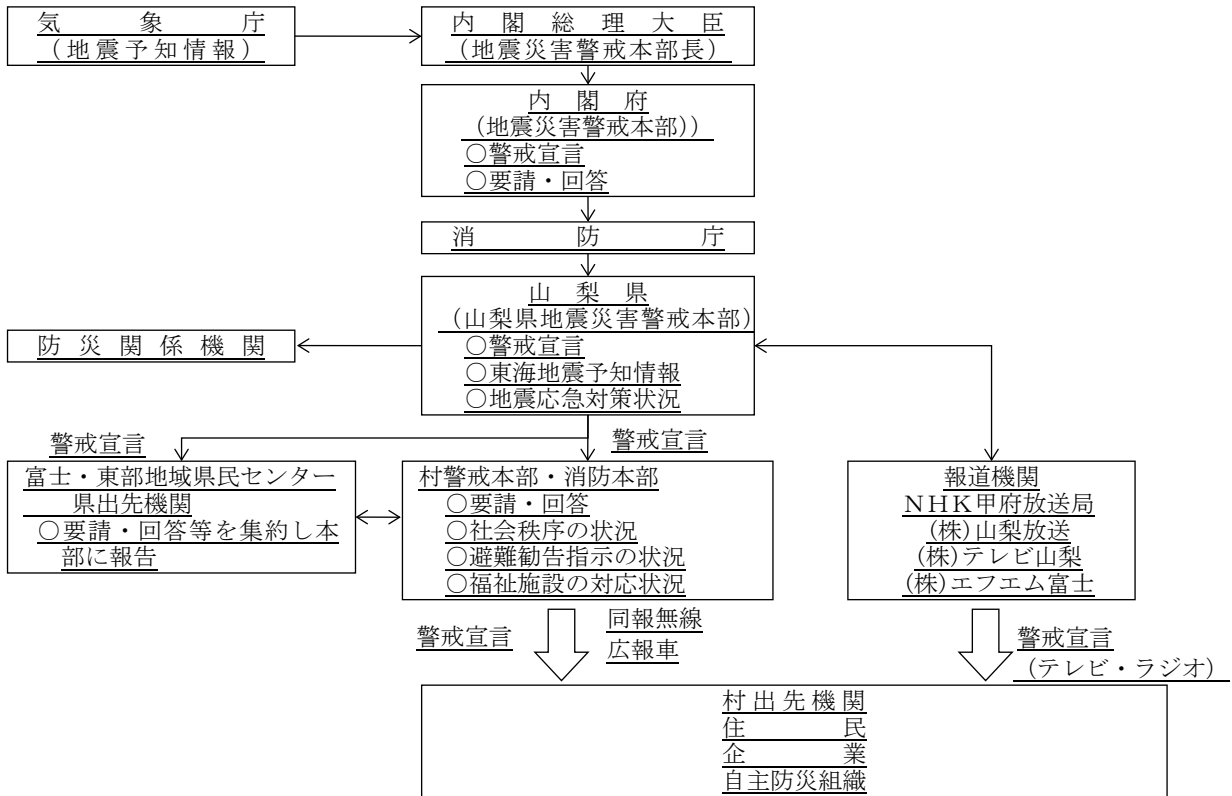 気象庁
(地震予知情報)
内閣総理大臣
(地震災害警戒本部長)
内閣府
(地震災害警戒本部))
○警戒宣言
○要請・回答
消防庁
山梨県
(山梨県地震災害警戒本部)
○警戒宣言
○東海地震予知情報
○地震応急対策状況
防災関係機関
警戒宣言
警戒宣言
富士・東部地域県民センター
県出先機関
○要請・回答等を集約し本
部に報告
村警戒本部・消防本部
○要請・回答
○社会秩序の状況
○避難勧告指示の状況
○福祉施設の対応状況
報道機関
NHK甲府放送局
(株)山梨放送
(株)テレビ山梨
(株)エフエム富士
警戒宣言
同報無線
広報車
警戒宣言
(テレビ・ラジオ)
村出先機関
住民
企業
自主防災組織